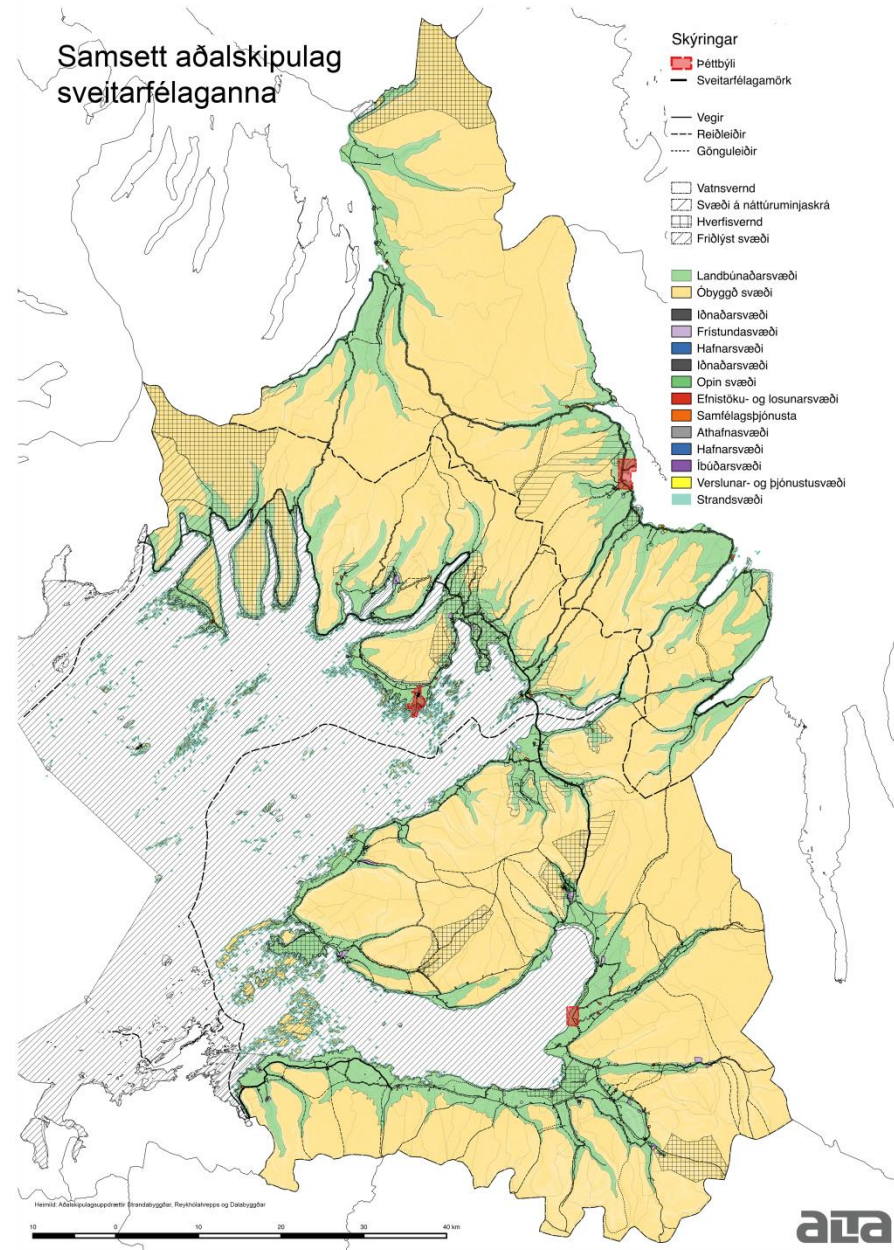 Samsett aðalskipulag
sveitarfélaganna
Skýringar
Þéttbýli
Sveitarfélagamörk
Vegir
Reiðleiðir
Gönguleiðir
Vatnsvernd
Svæði á náttúruminjaskrá
Hverfisvernd
Friðlýst svæði
Landbúnaðarsvæði
Óbyggð svæði
Iðnaðarsvæði
Frístundasvæði
Hafnarsvæði
Iðnaðarsvæði
Opin svæði
Efnistöku- og losunarsvæði
Samfélagsþjónusta
Athafnasvæði
Hafnarsvæði
Íbúðarsvæði
Verslunar- og þjónustusvæði
Strandsvæði
Heimild: Aðalskipulagsuppdrættir Strandabyggðar, Reykhólahrepps og Dalabyggðar
10 0 10 20 30 40 km
alta